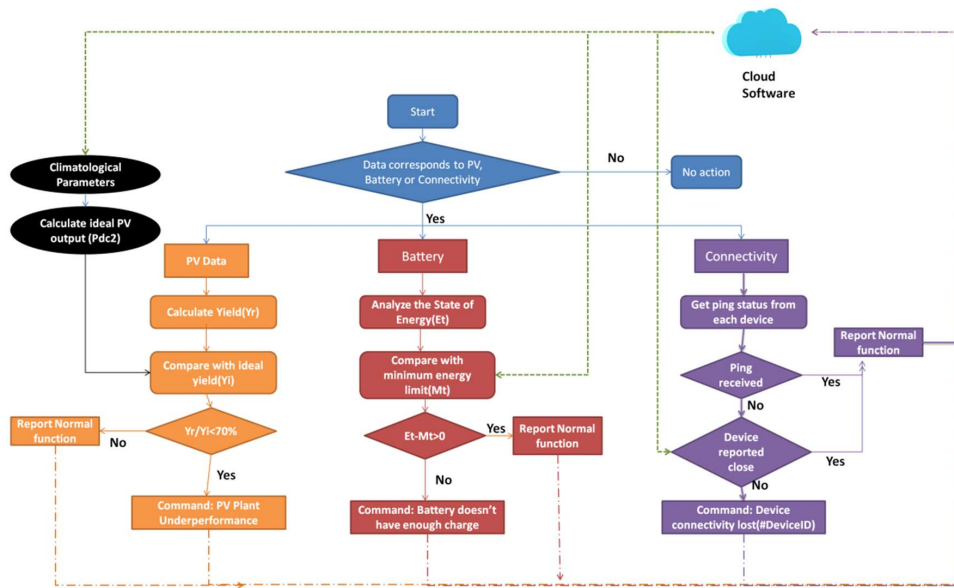 Cloud
Software
Start
Data corresponds to PV,
Battery or Connectivity
No
No action
Yes
Climatological
Parameters
Calculate ideal PV
output (Pdc2)
PV Data
Calculate Yield(Yr)
Compare with ideal
yield(Yi)
Yr/Yi<70%
No
Report Normal
function
Yes
Command: PV Plant
Underperformance
Battery
Analyze the State of
Energy(Et)
Compare with
minimum energy
limit(Mt)
Et-Mt>0
Yes
Report Normal
function
No
Command: Battery doesn't
have enough charge
Connectivity
Get ping status from
each device
Ping
received
Yes
Report Normal
function
No
Device
reported
close
Yes
No
Command: Device
connectivity lost(#DeviceID)